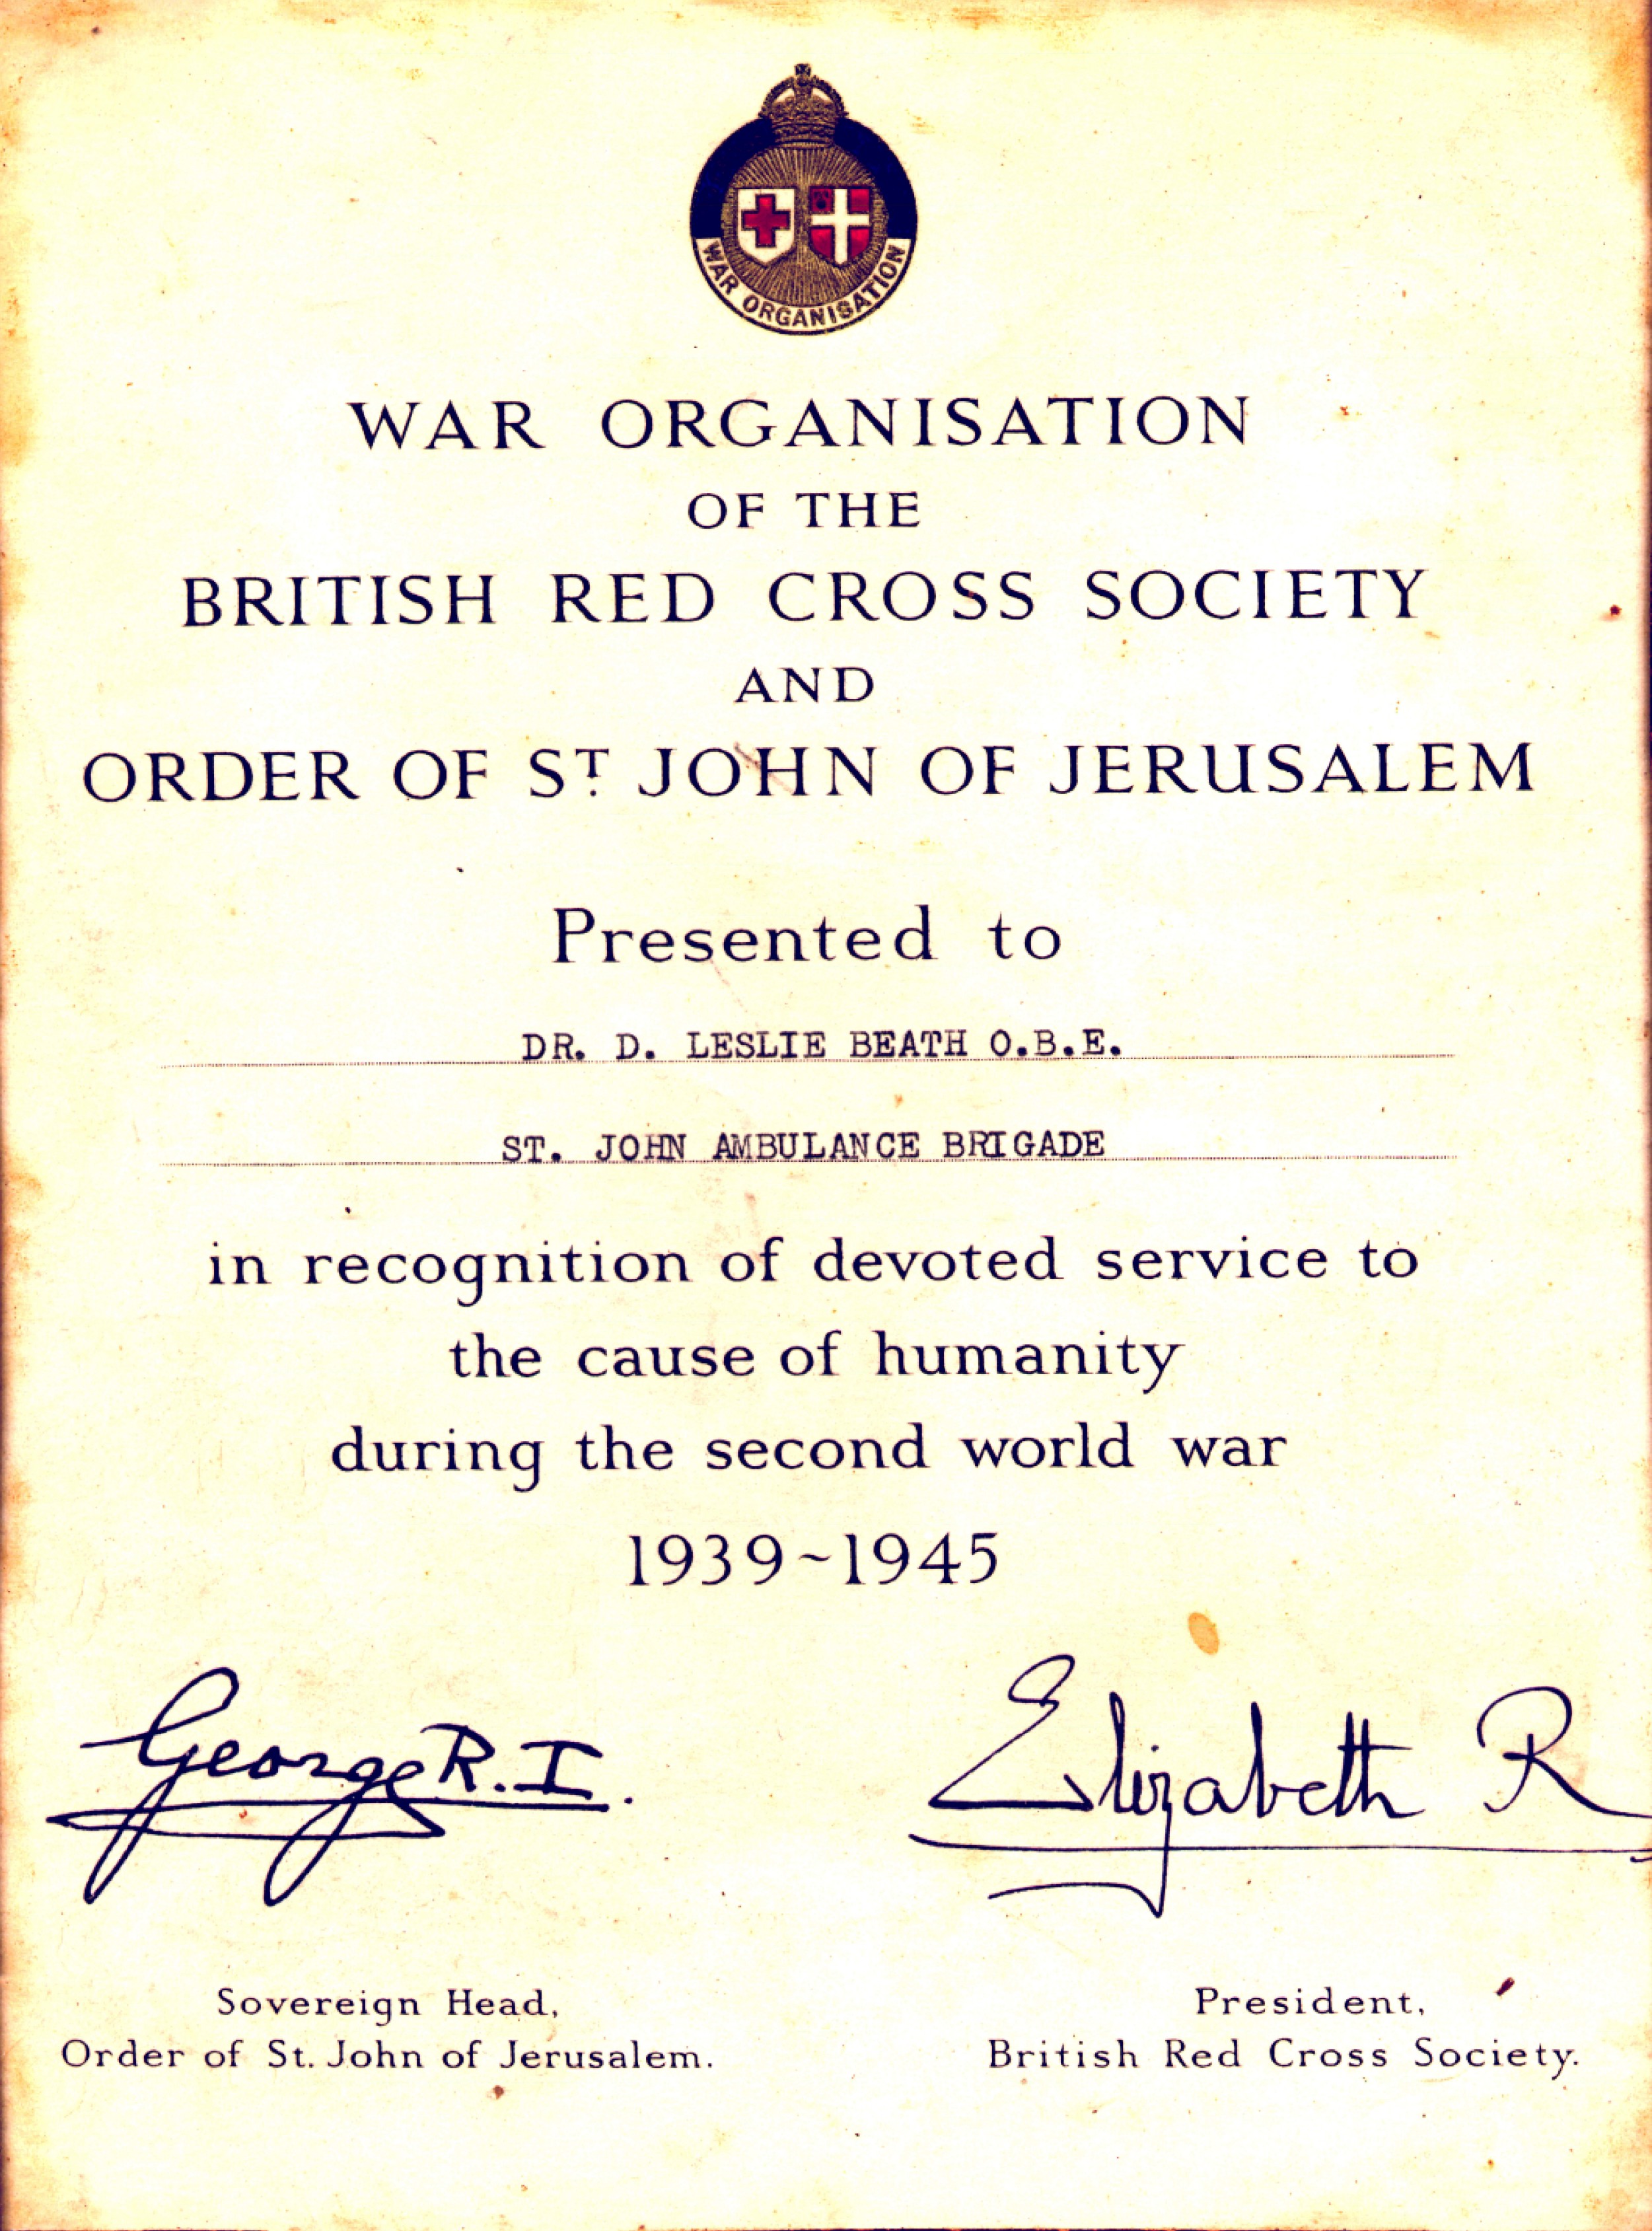 WAR ORGANISATION
WAR ORGANISATION
OF THE
BRITISH RED CROSS SOCIETY
AND
ORDER OF ST JOHN OF JERUSALEM
Presented to
DR. D. LESLIE BEATH O.B.E.
ST. JOHN AMBULANCE BRIGADE
in recognition of devoted service to
the cause of humanity
during the second world war
1939~1945
George R.I.
Elizabeth R
Sovereign Head,
Order of St. John of Jerusalem.
President,
British Red Cross Society.